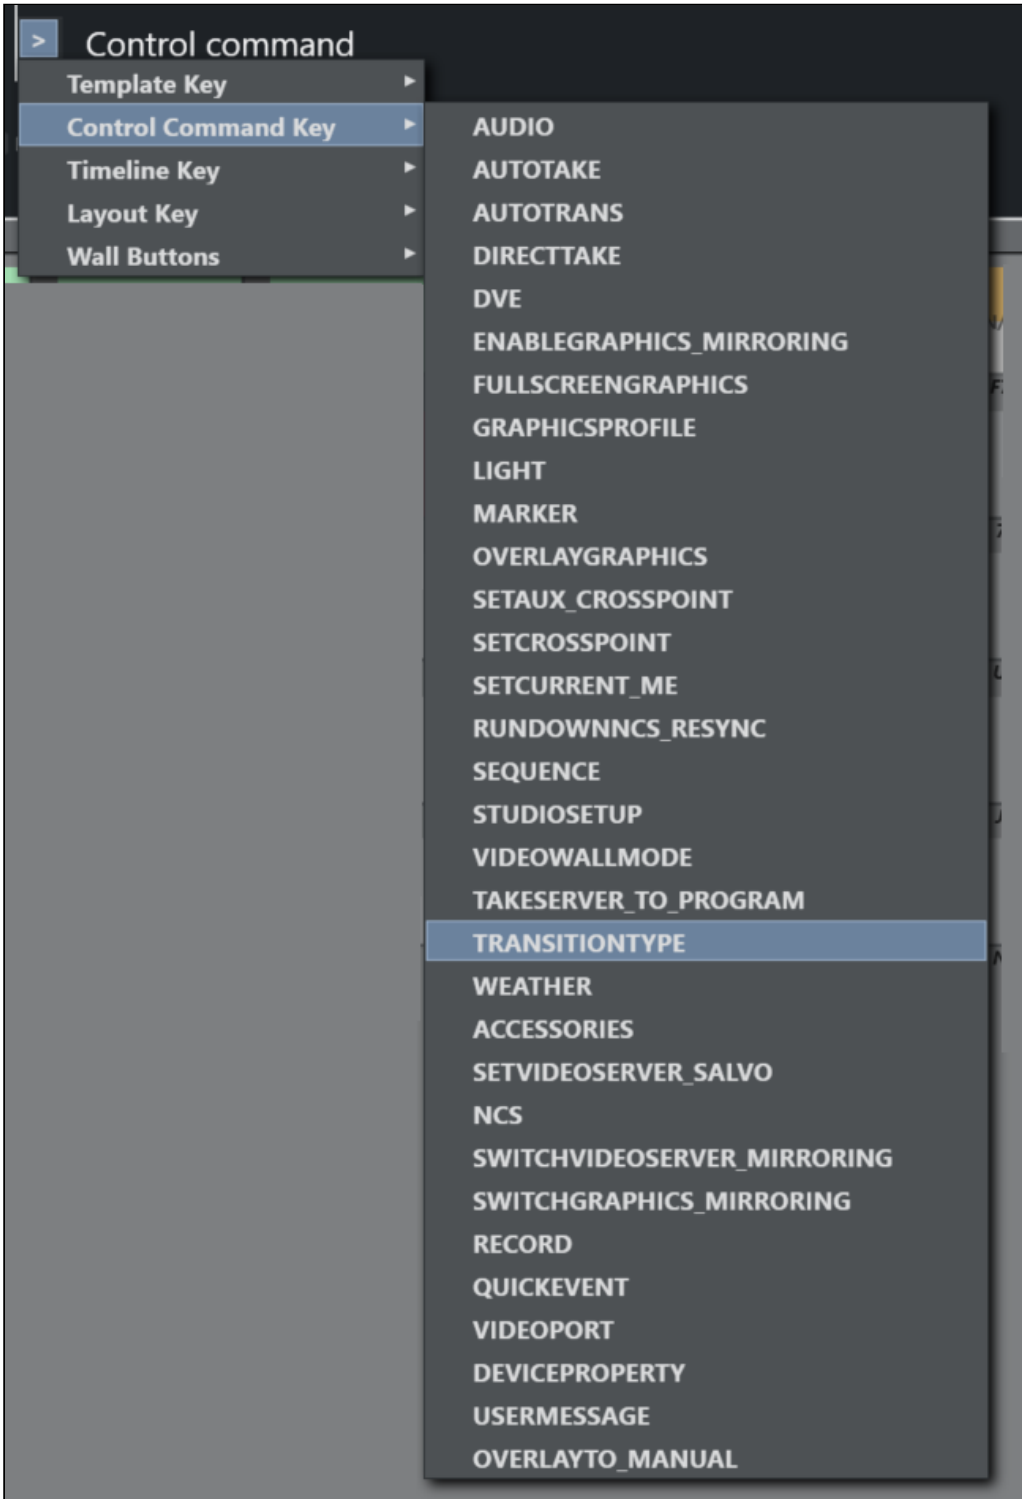 > Control command
Template Key
Control Command Key
Timeline Key
Layout Key
Wall Buttons
AUDIO
AUTOTAKE
AUTOTRANS
DIRECTTAKE
DVE
ENABLEGRAPHICS_MIRRORING
FULLSCREENGRAPHICS
GRAPHICSPROFILE
LIGHT
MARKER
OVERLAYGRAPHICS
SETAUX_CROSSPOINT
SETCROSSPOINT
SETCURRENT_ME
RUNDOWNNCS_RESYNC
SEQUENCE
STUDIOSETUP
VIDEOWALLMODE
TAKESERVER_TO_PROGRAM
TRANSITIONTYPE
WEATHER
ACCESSORIES
SETVIDEOSERVER_SALVO
NCS
SWITCHVIDEOSERVER_MIRRORING
SWITCHGRAPHICS_MIRRORING
RECORD
QUICKEVENT
VIDEOPORT
DEVICEPROPERTY
USERMESSAGE
OVERLAYTO_MANUAL